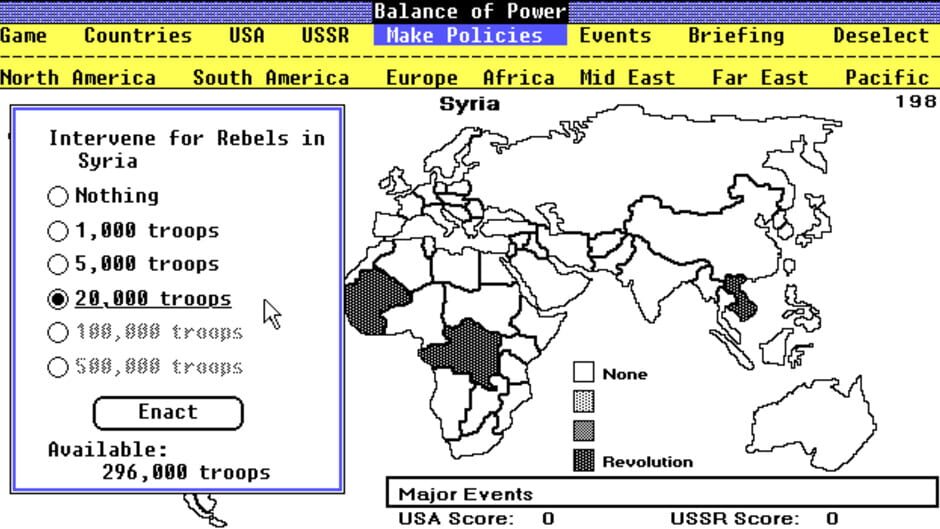 Balance of Power
Game Countries USA USSR Make Policies Events Briefing Deselect
North America South America Europe Africa Mid East Far East Pacific
Syria
198
Intervene for Rebels in
Syria
Nothing
1,000 troops
5,000 troops
20,000 troops
100,000 troops
500,000 troops
Enact
Available:
296,000 troops
None
Revolution
Major Events
USA Score: 0 USSR Score: 0